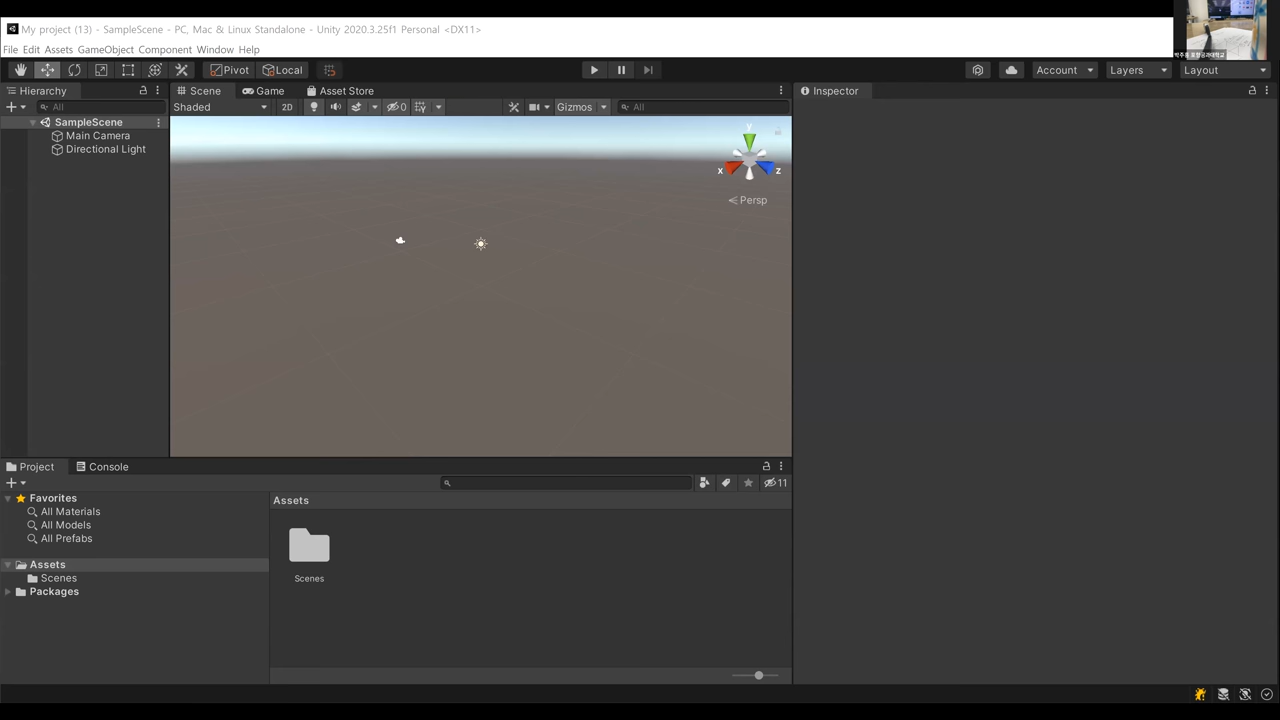 My project (13) - SampleScene - PC, Mac & Linux Standalone - Unity 2020.3.25f1 Personal <DX11>
File Edit Assets GameObject Component Window Help
Pivot Local Account Layers Layout
Hierarchy
All
SampleScene
Main Camera
Directional Light
Scene Game Asset Store
Shaded 2D 0 Gizmos All
y
x z
Persp
Inspector
Project Console
11
Favorites
All Materials
All Models
All Prefabs
Assets
Scenes
Packages
Assets
Scenes